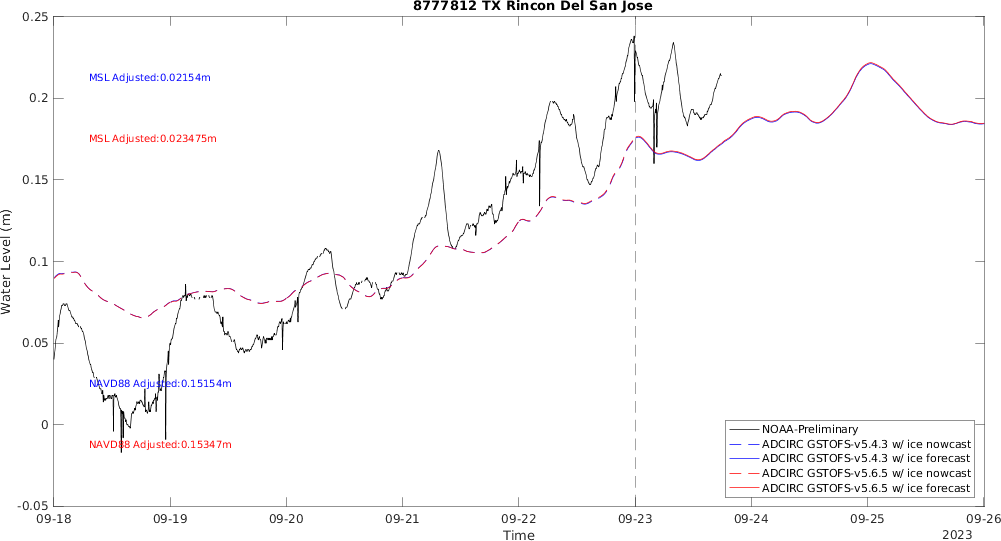 8777812 TX Rincon Del San Jose
0.25
0.2
0.15
0.1
0.05
0
-0.05
Water Level (m)
MSL Adjusted:0.02154m
MSL Adjusted:0.023475m
NAVD88 Adjusted:0.15154m
NAVD88 Adjusted:0.15347m
NOAA-Preliminary
ADCIRC GSTOFS-v5.4.3 w/ ice nowcast
ADCIRC GSTOFS-v5.4.3 w/ ice forecast
ADCIRC GSTOFS-v5.6.5 w/ ice nowcast
ADCIRC GSTOFS-v5.6.5 w/ ice forecast
09-18 09-19 09-20 09-21 09-22 09-23 09-24 09-25 09-26
Time
2023